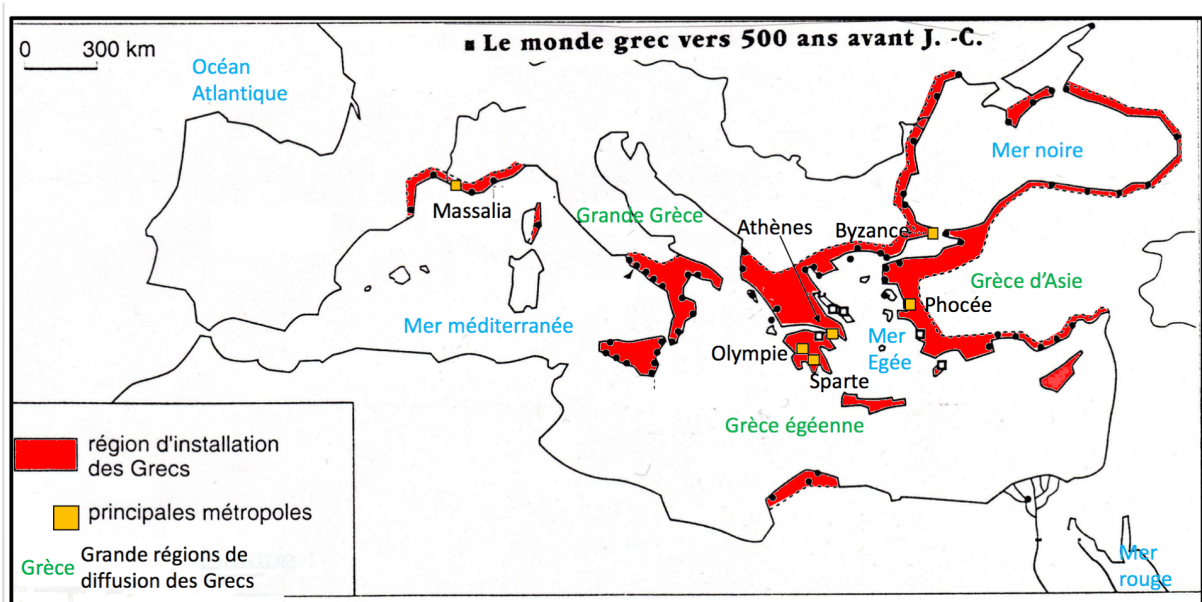 ▪ Le monde grec vers 500 ans avant J. -C.
0 300 km
Océan
Atlantique
Mer noire
Massalia
Grande Grèce
Athènes
Byzance
Grèce d'Asie
Phocée
Mer méditerranée
Mer
Egée
Olympie
Sparte
Grèce égéenne
région d'installation
des Grecs
principales métropoles
Grèce
Grande régions de
diffusion des Grecs
Mer
rouge